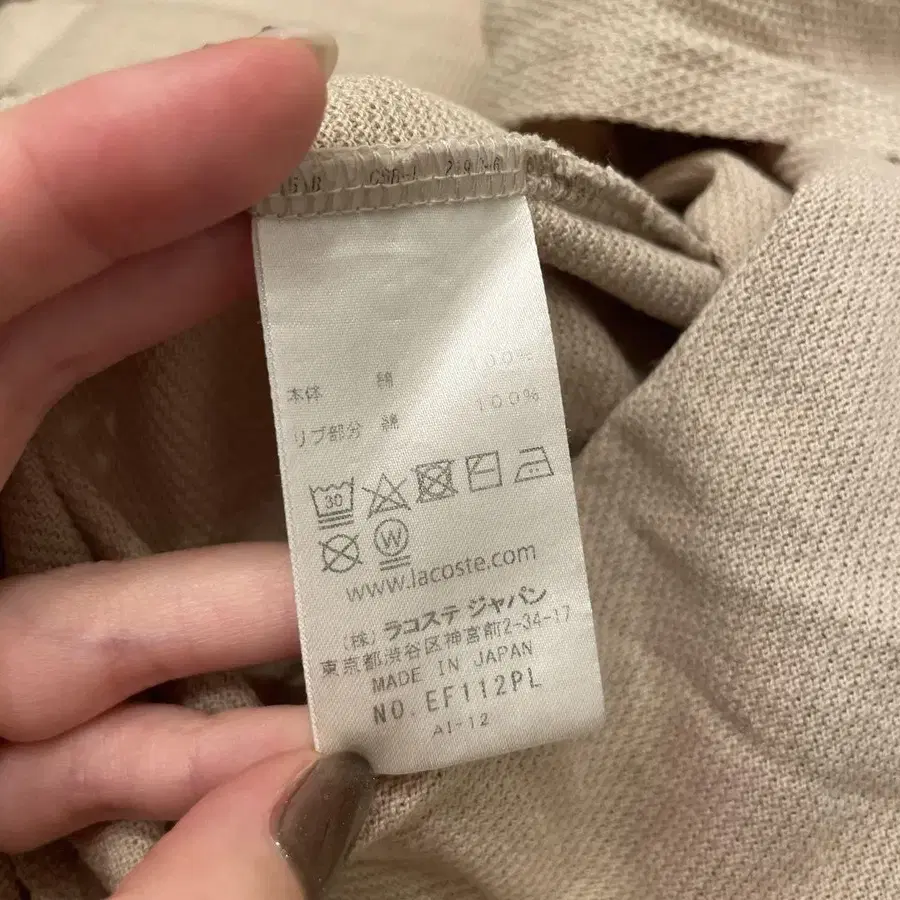 本体 綿 100%
リブ部分 綿 100%
30
W
www.lacoste.com
(株) ラコステ ジャパン
東京都渋谷区神宮前2-34-17
MADE IN JAPAN
NO. EF112PL
AI-12